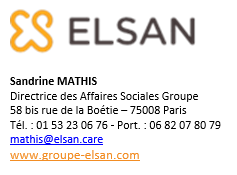 ELSAN
Sandrine MATHIS
Directrice des Affaires Sociales Groupe
58 bis rue de la Boétie – 75008 Paris
Tél. : 01 53 23 06 76 - Port. : 06 82 07 80 79
mathis@elsan.care
www.groupe-elsan.com